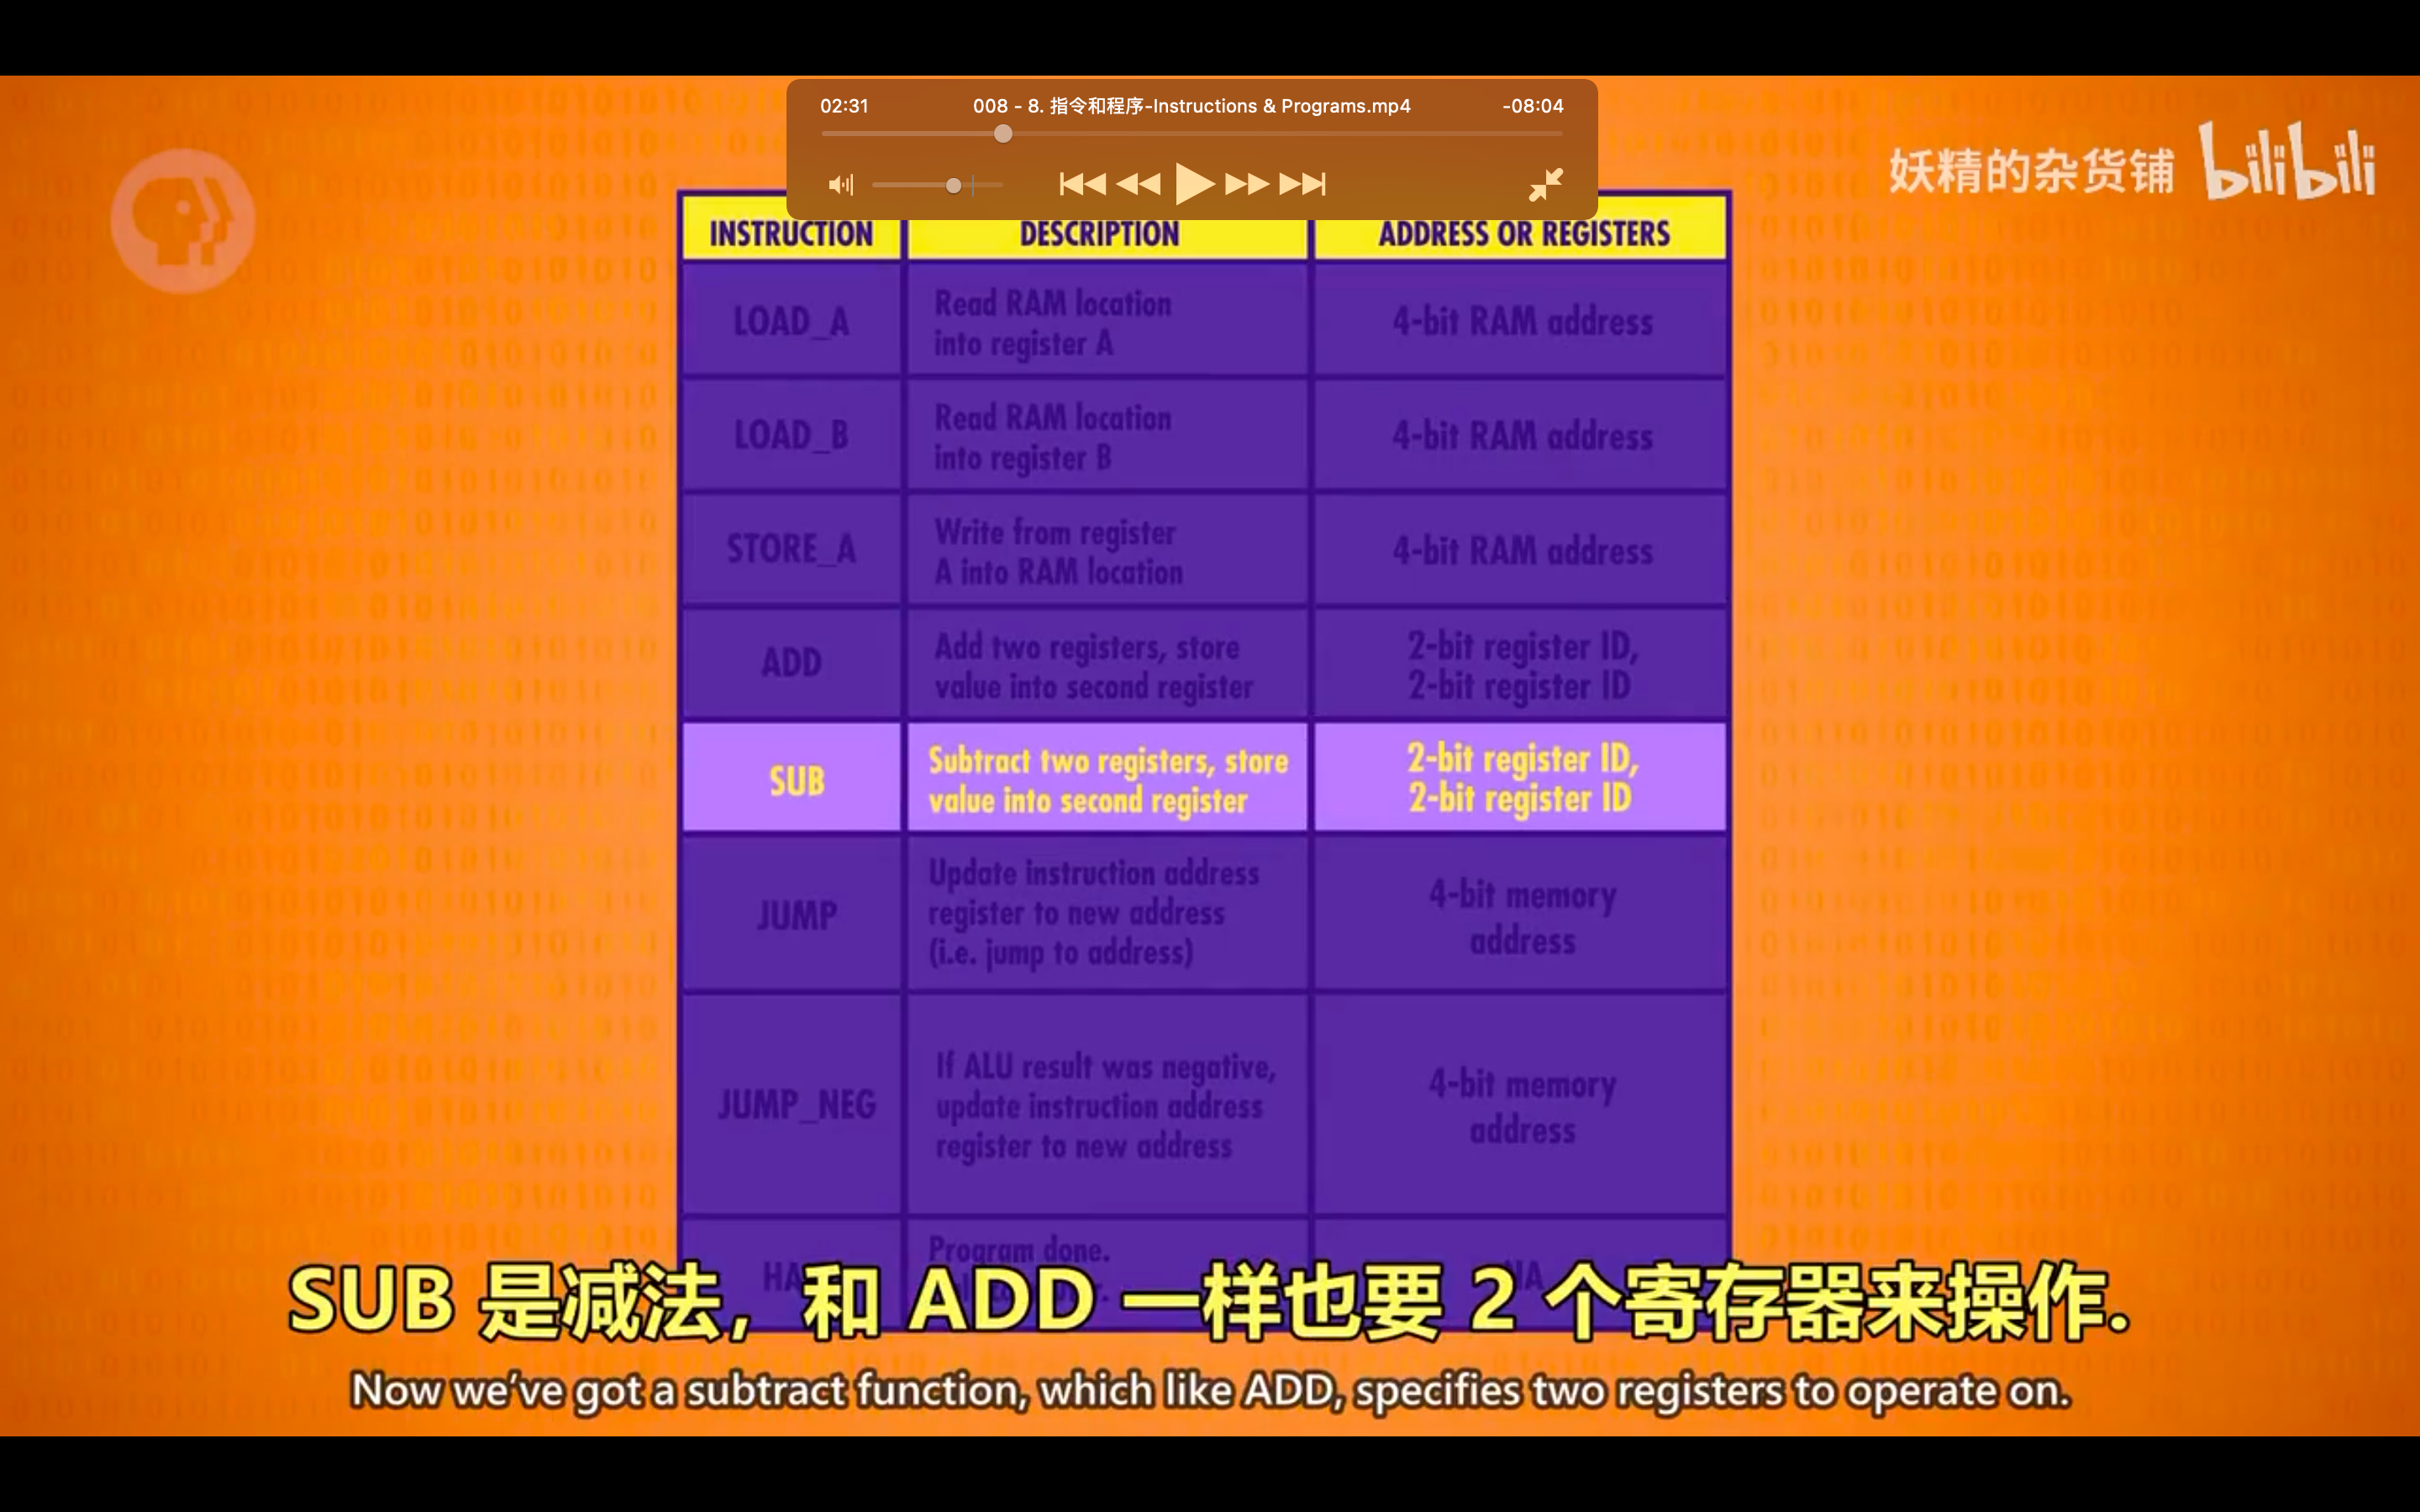 02:31
008 - 8. 指令和程序-Instructions & Programs.mp4
-08:04
妖精的杂货铺 bilibili
INSTRUCTION
DESCRIPTION
ADDRESS OR REGISTERS
LOAD_A
Read RAM location
into register A
4-bit RAM address
LOAD_B
Read RAM location
into register B
4-bit RAM address
STORE_A
Write from register
A into RAM location
4-bit RAM address
ADD
Add two registers, store
value into second register
2-bit register ID,
2-bit register ID
SUB
Subtract two registers, store
value into second register
2-bit register ID,
2-bit register ID
JUMP
Update instruction address
register to new address
(i.e. jump to address)
4-bit memory
address
JUMP_NEG
If ALU result was negative,
update instruction address
register to new address
4-bit memory
address
Program done.
NA
SUB 是减法，和 ADD 一样也要 2 个寄存器来操作.
Now we've got a subtract function, which like ADD, specifies two registers to operate on.